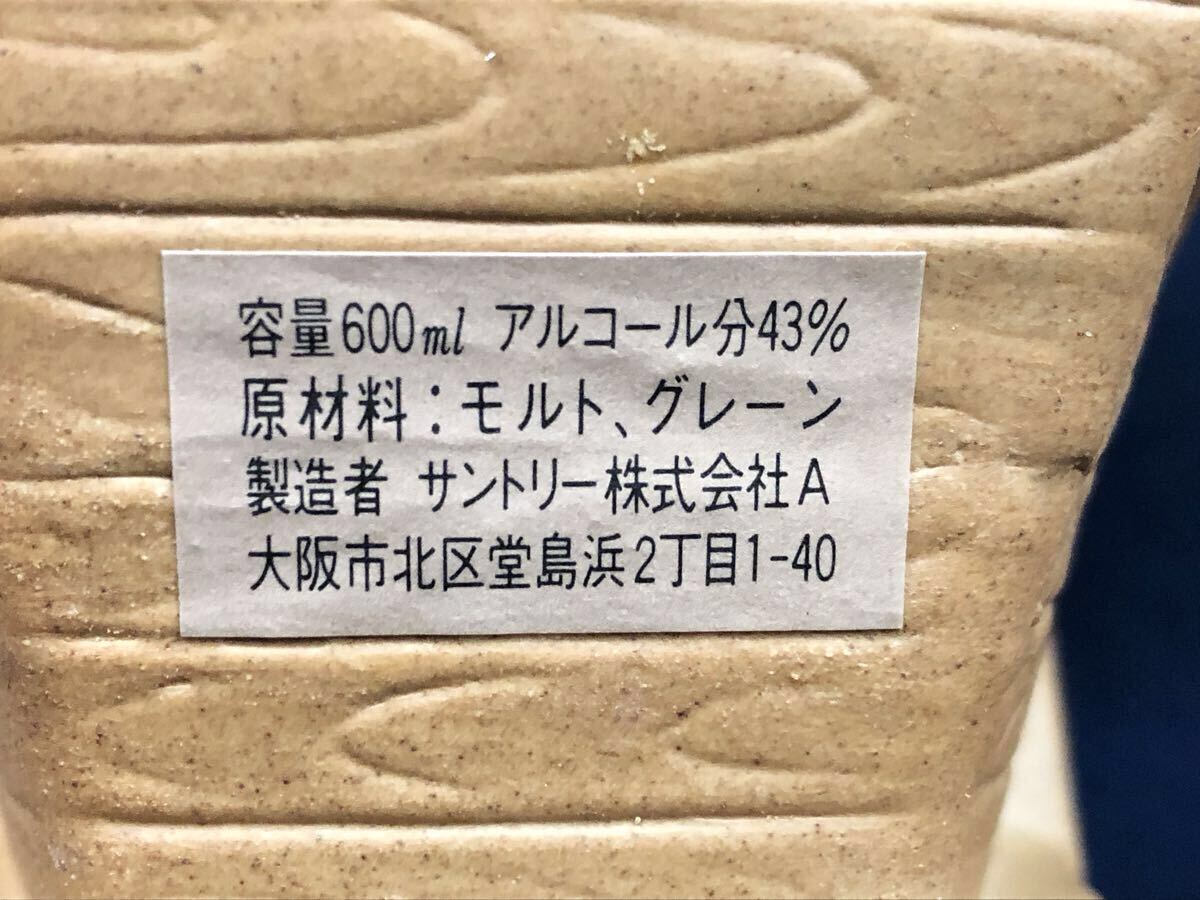 容量600ml アルコール分43%
原材料：モルト、グレーン
製造者 サントリー株式会社A
大阪市北区堂島浜2丁目1-40